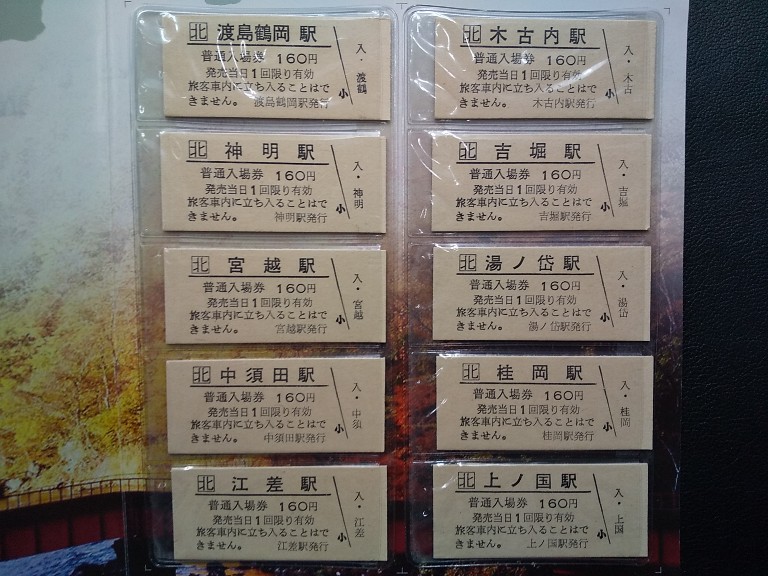 北 渡島鶴岡駅
普通入場券 160円
発売当日1回限り有効
旅客車内に立ち入ることはで
きません。 渡島鶴岡駅発行
小
入・渡鶴
北 木古内駅
普通入場券 160円
発売当日1回限り有効
旅客車内に立ち入ることはで
きません。 木古内駅発行
小
入・木古
北 神明駅
普通入場券 160円
発売当日1回限り有効
旅客車内に立ち入ることはで
きません。 神明駅発行
小
入・神明
北 吉堀駅
普通入場券 160円
発売当日1回限り有効
旅客車内に立ち入ることはで
きません。 吉堀駅発行
小
入・吉堀
北 宮越駅
普通入場券 160円
発売当日1回限り有効
旅客車内に立ち入ることはで
きません。 宮越駅発行
小
入・宮越
北 湯ノ岱駅
普通入場券 160円
発売当日1回限り有効
旅客車内に立ち入ることはで
きません。 湯ノ岱駅発行
小
入・湯岱
北 中須田駅
普通入場券 160円
発売当日1回限り有効
旅客車内に立ち入ることはで
きません。 中須田駅発行
小
入・中須
北 桂岡駅
普通入場券 160円
発売当日1回限り有効
旅客車内に立ち入ることはで
きません。 桂岡駅発行
小
入・桂岡
北 江差駅
普通入場券 160円
発売当日1回限り有効
旅客車内に立ち入ることはで
きません。 江差駅発行
小
入・江差
北 上ノ国駅
普通入場券 160円
発売当日1回限り有効
旅客車内に立ち入ることはで
きません。 上ノ国駅発行
小
入・上国